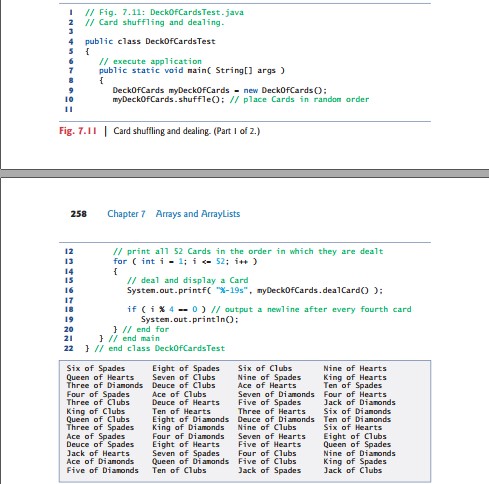 1 // Fig. 7.11: DeckOfCardsTest.java
2 // Card shuffling and dealing.
3
4 public class DeckOfCardsTest
5 {
6 // execute application
7 public static void main( String[] args )
8 {
9 DeckOfCards myDeckOfCards = new DeckOfCards();
10 myDeckOfCards.shuffle(); // place Cards in random order
11
Fig. 7.11 | Card shuffling and dealing. (Part 1 of 2.)
258 Chapter 7 Arrays and ArrayLists
12 // print all 52 Cards in the order in which they are dealt
13 for ( int i = 1; i <= 52; i++ )
14 {
15 // deal and display a Card
16 System.out.printf( "%-19s", myDeckOfCards.dealCard() );
17
18 if ( i % 4 == 0 ) // output a newline after every fourth card
19 System.out.println();
20 } // end for
21 } // end main
22 } // end class DeckOfCardsTest
Six of Spades Eight of Spades Six of Clubs Nine of Hearts
Queen of Hearts Seven of Clubs Nine of Spades King of Hearts
Three of Diamonds Deuce of Clubs Ace of Hearts Ten of Spades
Four of Spades Ace of Clubs Seven of Diamonds Four of Hearts
Three of Clubs Deuce of Hearts Five of Spades Jack of Diamonds
King of Clubs Ten of Hearts Three of Hearts Six of Diamonds
Queen of Clubs Eight of Diamonds Deuce of Diamonds Ten of Diamonds
Three of Spades King of Diamonds Nine of Clubs Six of Hearts
Ace of Spades Four of Diamonds Seven of Hearts Eight of Clubs
Deuce of Spades Eight of Hearts Five of Hearts Queen of Spades
Jack of Hearts Seven of Spades Four of Clubs Nine of Diamonds
Ace of Diamonds Queen of Diamonds Five of Clubs King of Spades
Five of Diamonds Ten of Clubs Jack of Spades Jack of Clubs